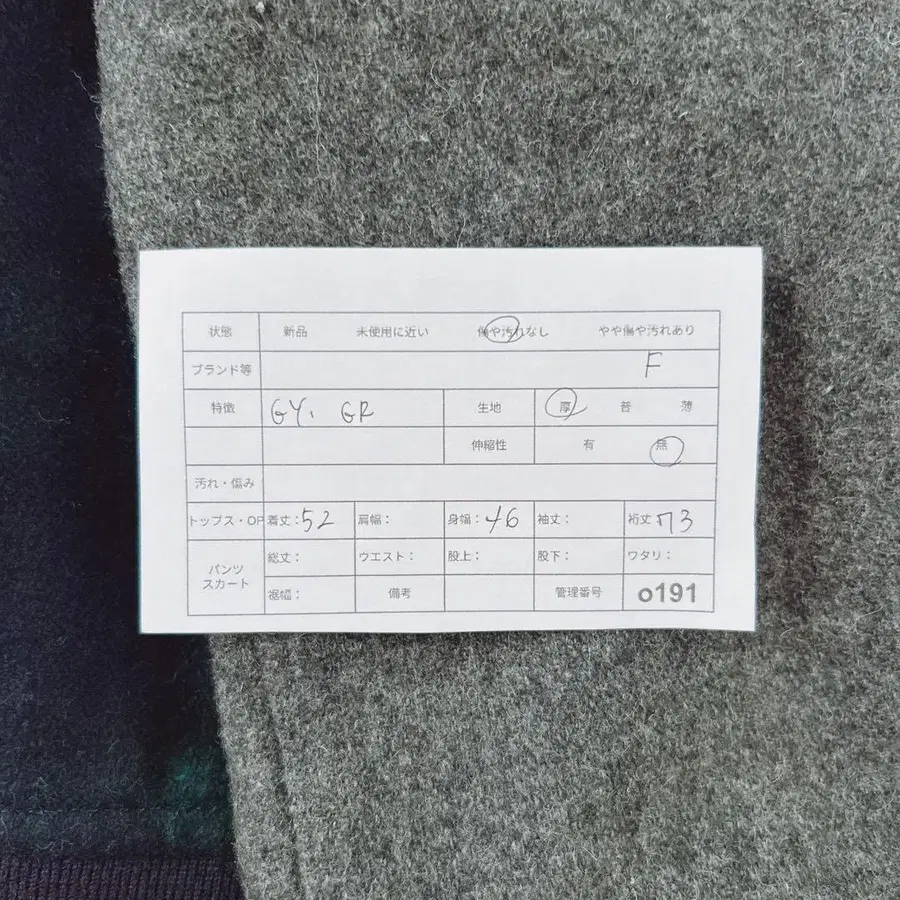 状態 新品 未使用に近い 傷や汚れなし やや傷や汚れあり
ブランド等 F
特徴 GY, GR 生地 厚 普 薄
伸縮性 有 無
汚れ・傷み
トップス・OP 着丈:52 肩幅: 身幅:46 袖丈: 裄丈 73
パンツ スカート 総丈: ウエスト: 股上: 股下: ワタリ:
裾幅: 備考 管理番号 o191